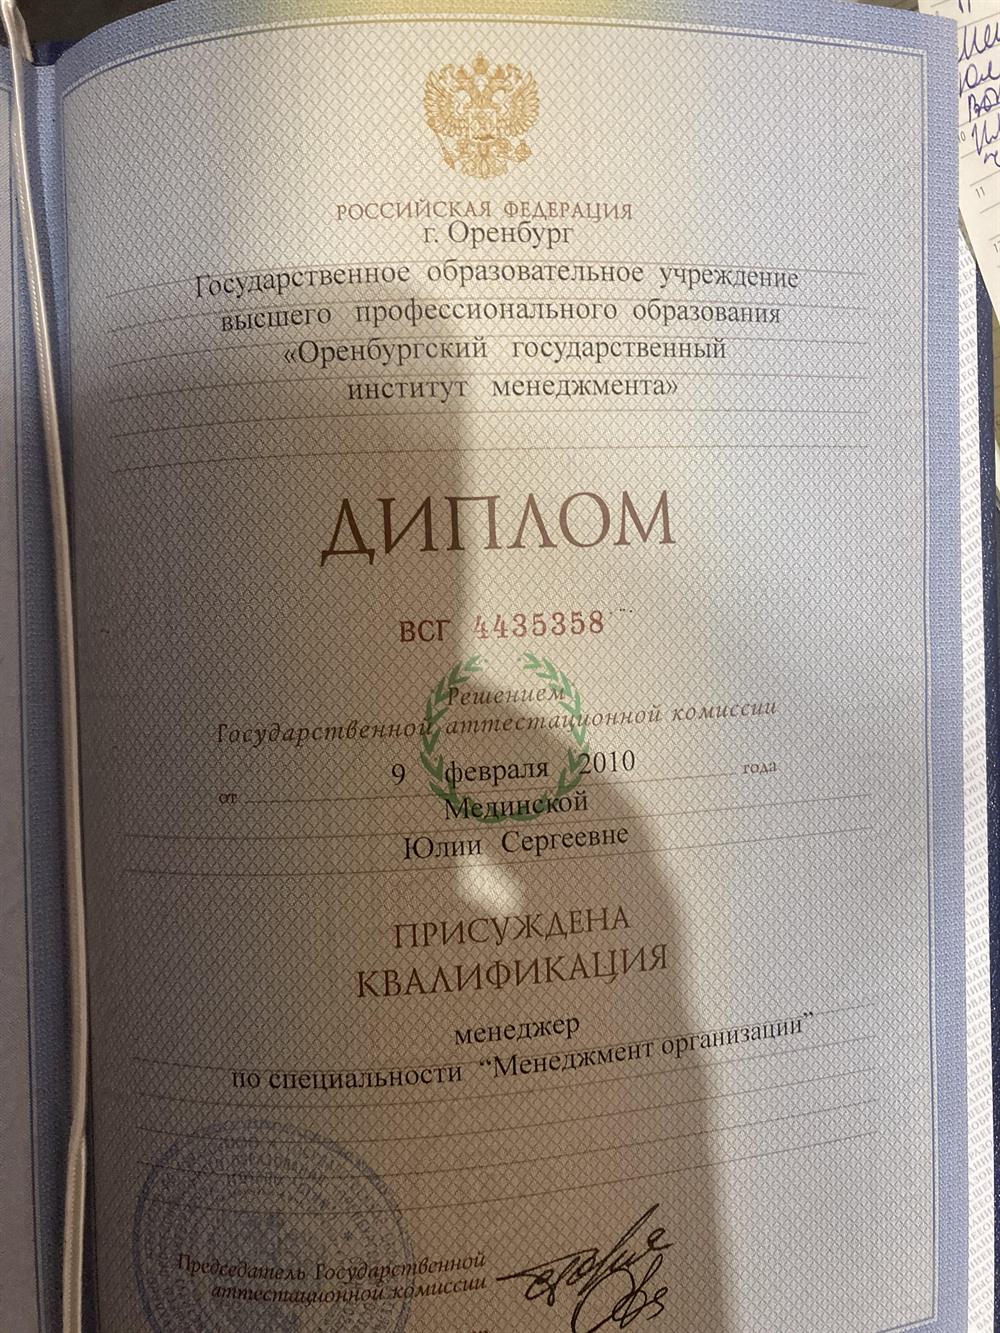 РОССИЙСКАЯ ФЕДЕРАЦИЯ
г. Оренбург
Государственное образовательное учреждение
высшего профессионального образования
«Оренбургский государственный
институт менеджмента»
ДИПЛОМ
ВСГ 4435358
Решением
Государственной аттестационной комиссии
от 9 февраля 2010 года
Мединской
Юлии Сергеевне
ПРИСУЖДЕНА
КВАЛИФИКАЦИЯ
менеджер
по специальности “Менеджмент организации”
Председатель Государственной
аттестационной комиссии